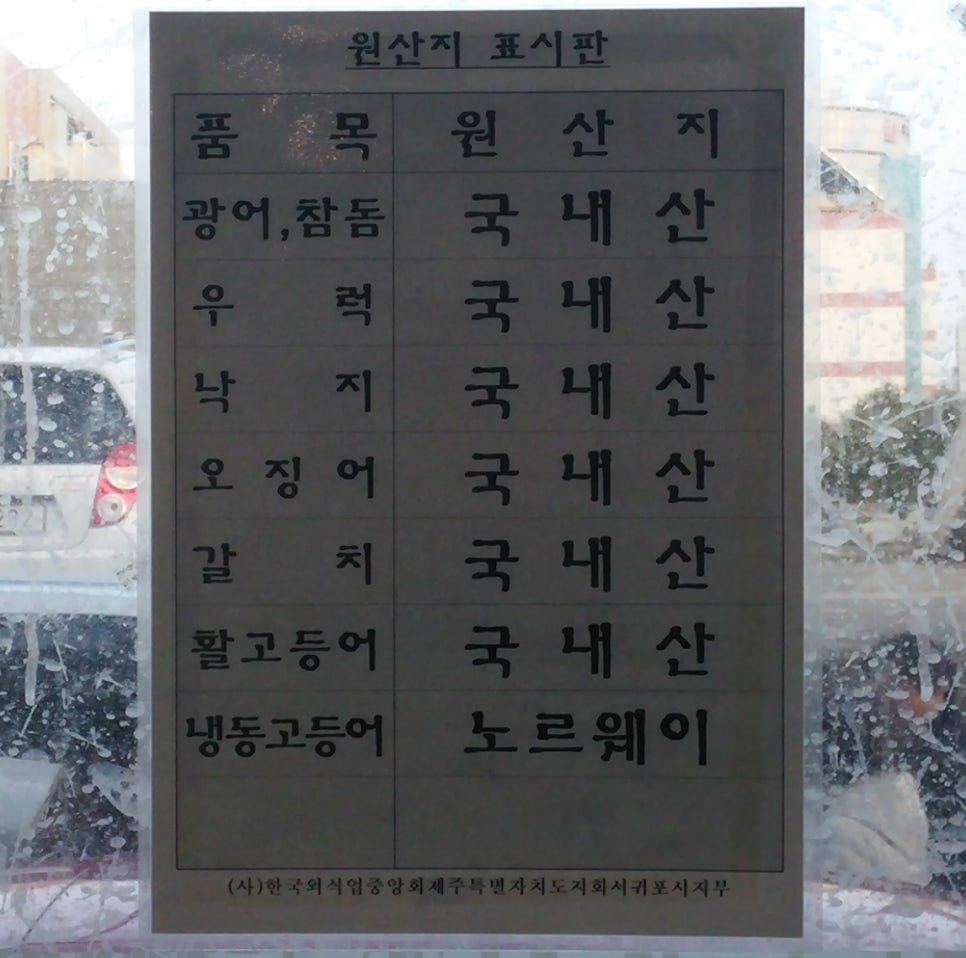 원산지 표시판
품목 원산지
광어,참돔 국내산
우럭 국내산
낙지 국내산
오징어 국내산
갈치 국내산
활고등어 국내산
냉동고등어 노르웨이
(사)한국외식업중앙회제주특별자치도지회서귀포시지부